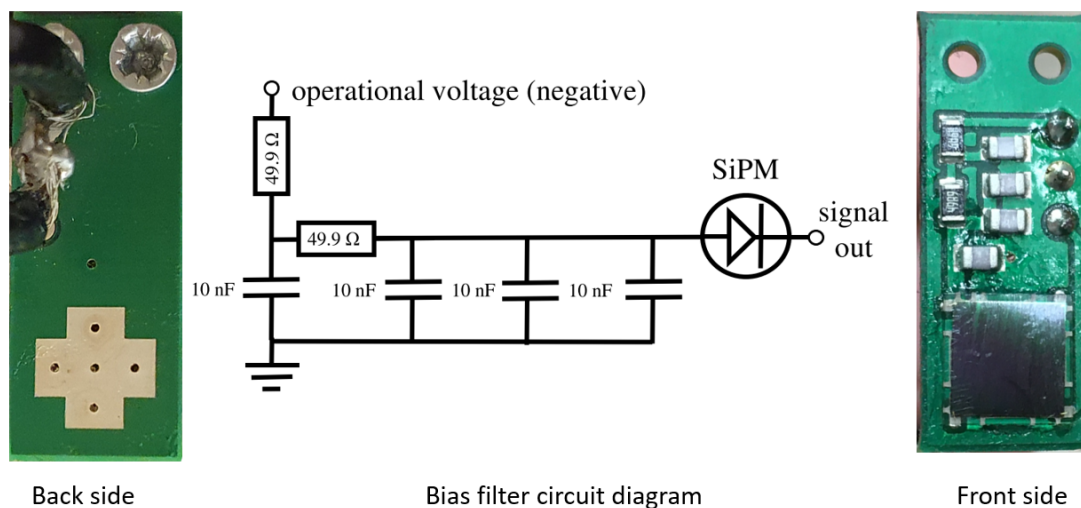 operational voltage (negative)
49.9 Ω
SiPM
49.9 Ω
signal
out
10 nF
10 nF
10 nF
10 nF
Back side
Bias filter circuit diagram
Front side